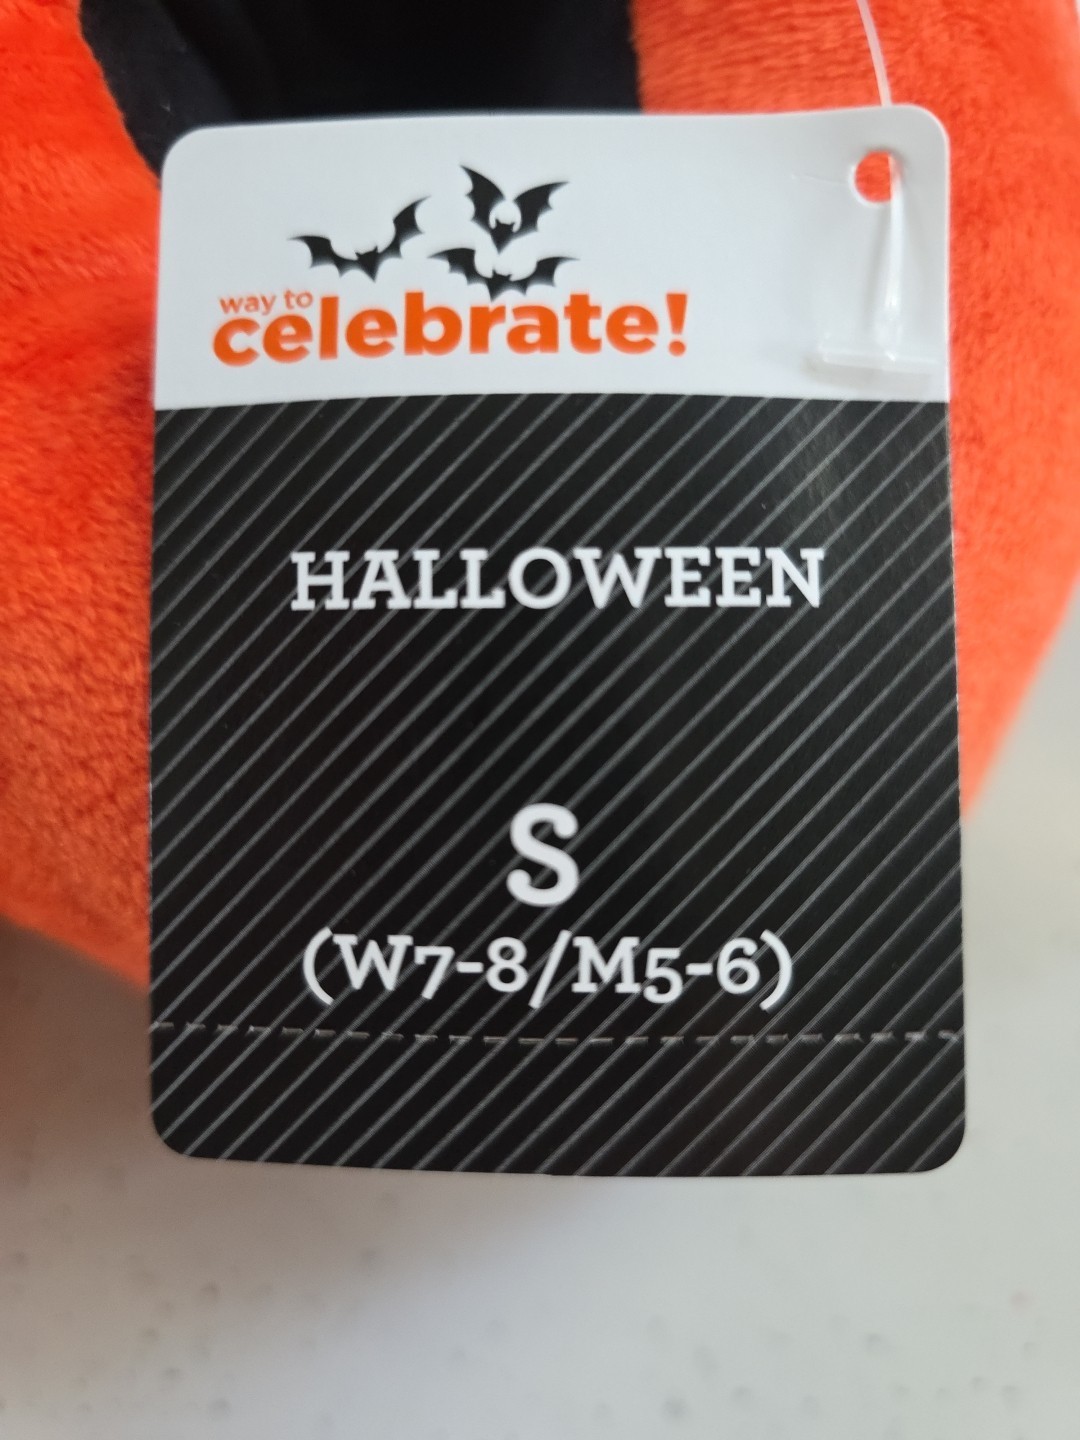 way to
celebrate!
HALLOWEEN
S
(W7-8/M5-6)